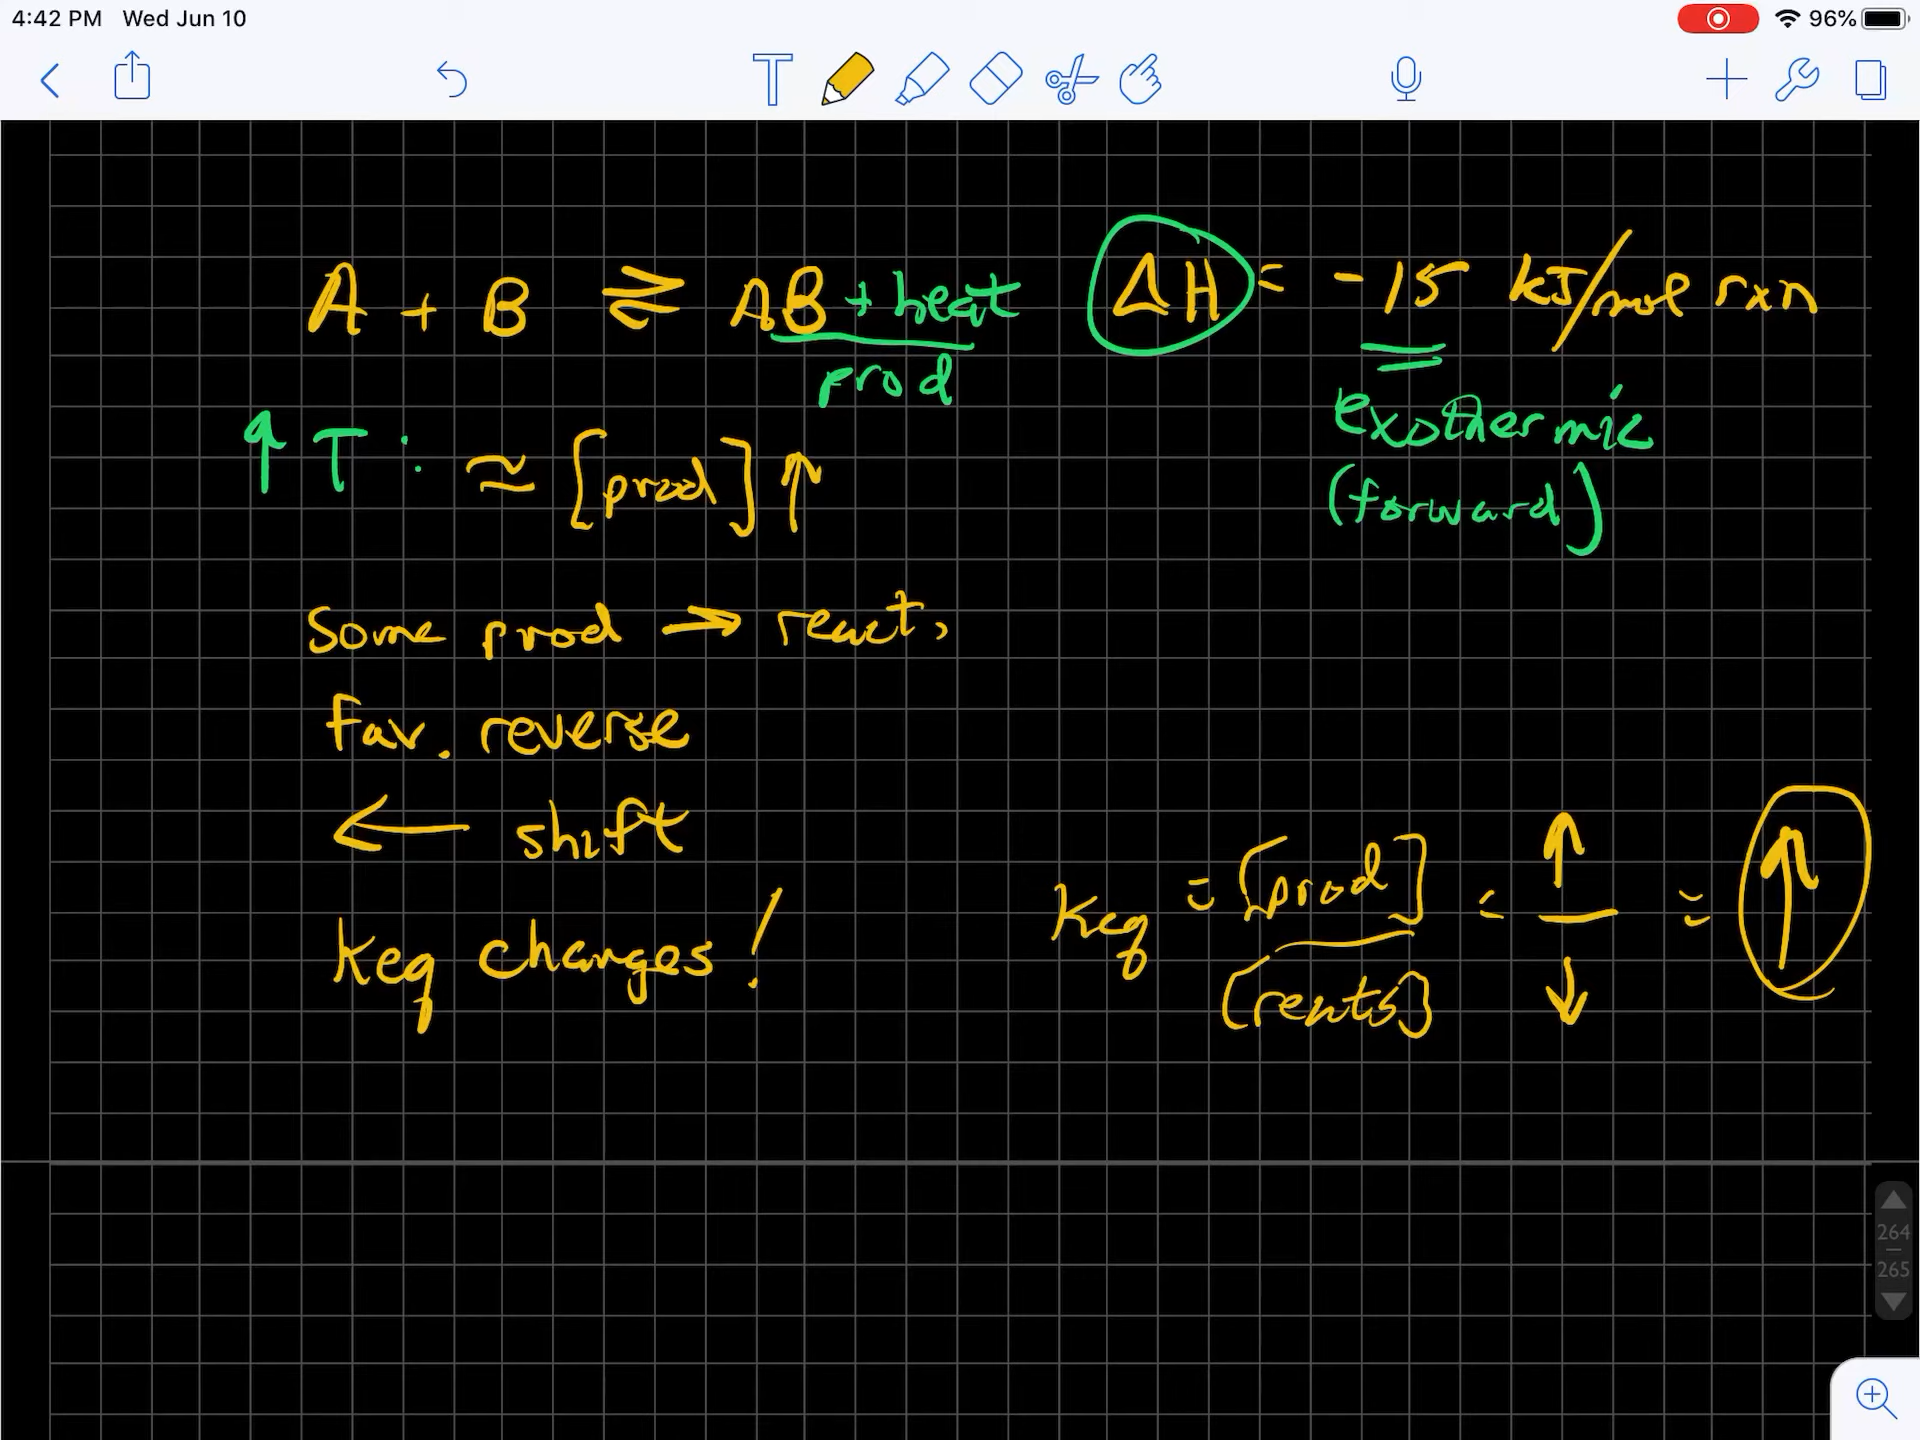 4:42 PM Wed Jun 10
96%
A + B ⇄ AB + heat ΔH = -15 kJ/mol rxn
prod
exothermic
(forward)
↑ T : ≈ [prod] ↑
Some prod → react,
Fav. reverse
← shift
Keq changes!
Keq = [prod] = ↑ = ↑
↓
264
265